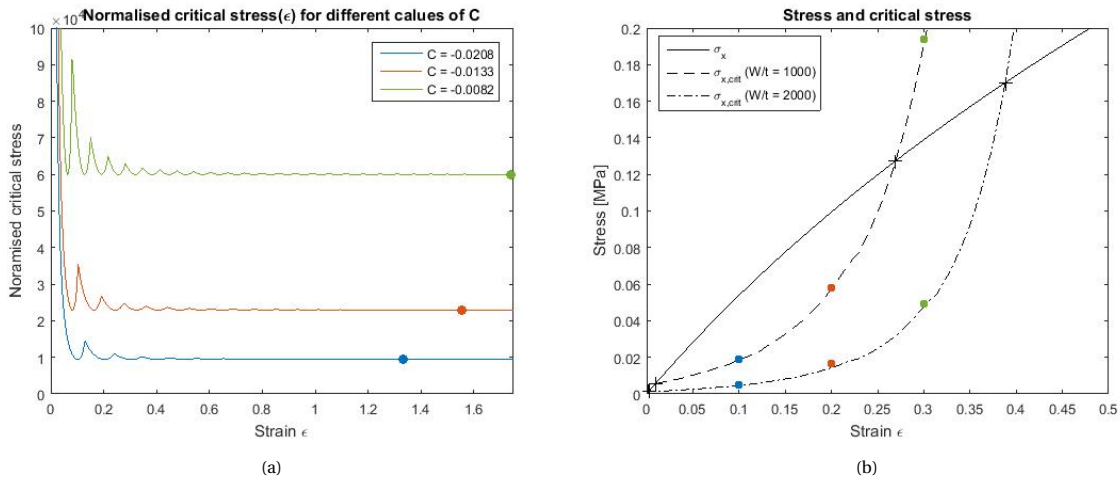 Normalised critical stress(ϵ) for different calues of C
× 10⁴
10
9
8
7
6
5
4
3
2
1
0
Noramised critical stress
C = -0.0208
C = -0.0133
C = -0.0082
0 0.2 0.4 0.6 0.8 1 1.2 1.4 1.6
Strain ϵ
(a)
Stress and critical stress
0.2
0.18
0.16
0.14
0.12
0.1
0.08
0.06
0.04
0.02
0
Stress [MPa]
σx
σx,crit (W/t = 1000)
σx,crit (W/t = 2000)
0 0.05 0.1 0.15 0.2 0.25 0.3 0.35 0.4 0.45 0.5
Strain ϵ
(b)